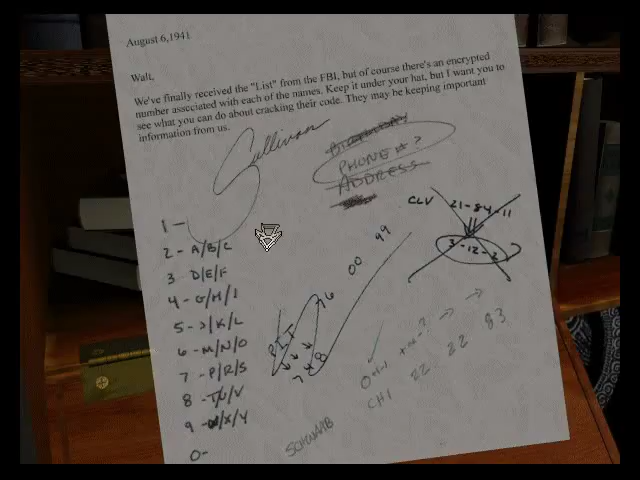 August 6, 1941
Walt,
We've finally received the "List" from the FBI, but of course there's an encrypted
number associated with each of the names. Keep it under your hat, but I want you to
see what you can do about cracking their code. They may be keeping important
information from us.
Sullivan
PHONE #?
ADDRESS
CLV 21-84-11
3-12-2
1 -
2 - A/B/C
3 - D/E/F
4 - G/H/I
5 - J/K/L
6 - M/N/O
7 - P/R/S
8 - T/U/V
9 - W/X/Y
0 -
PIT 76 00 99
7 4 8
CHI 22 22 83
SCHWAB